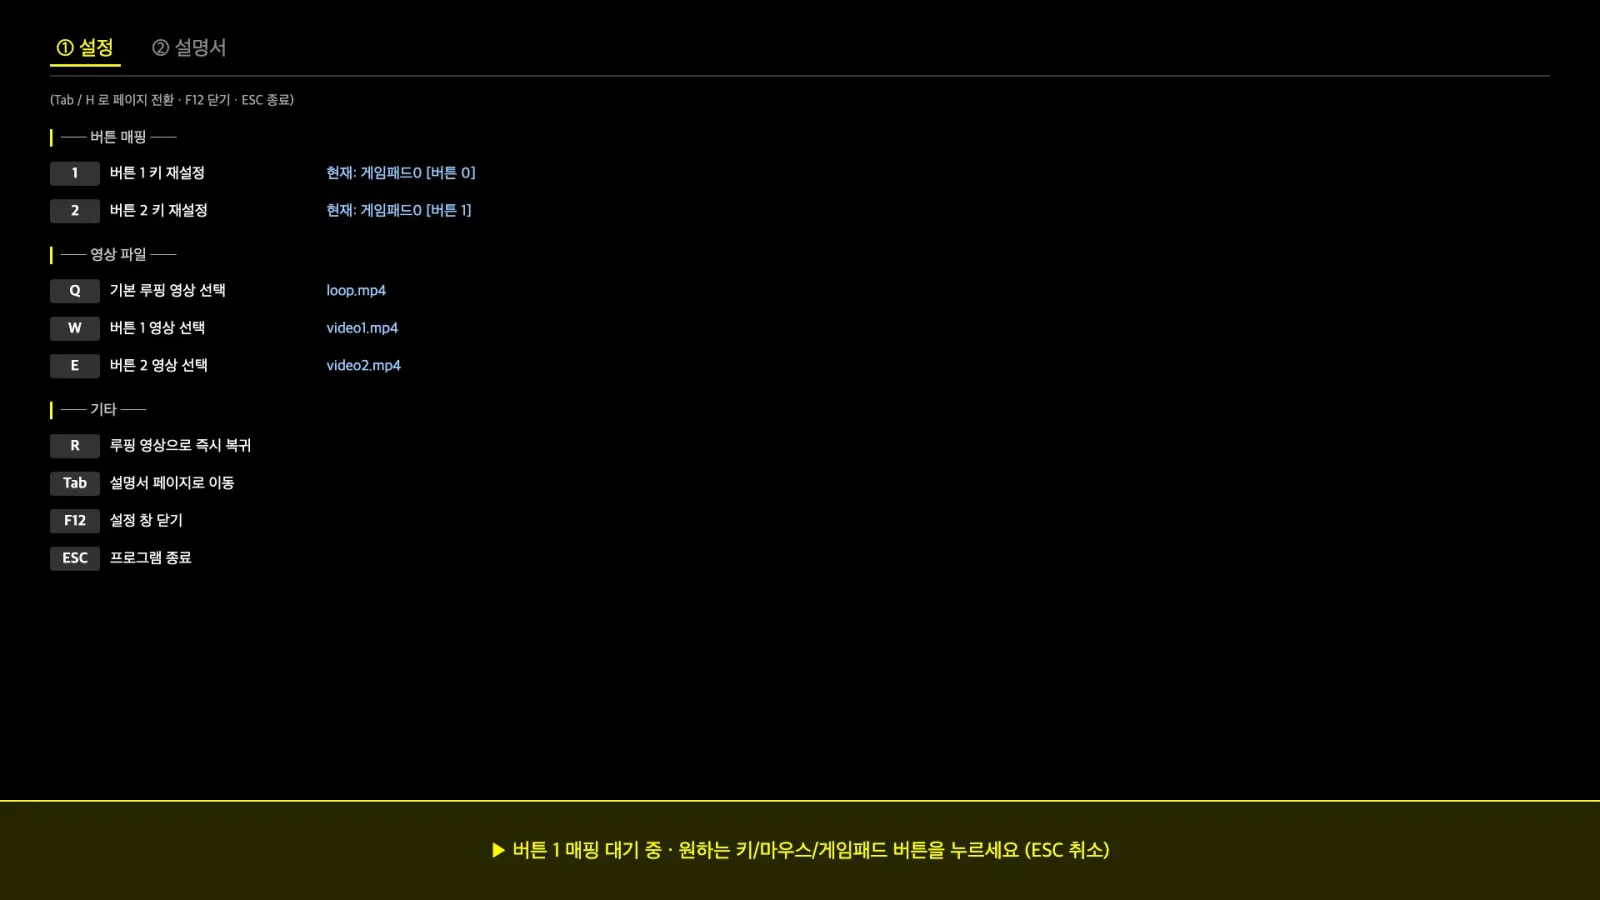 ① 설정 ② 설명서
(Tab / H 로 페이지 전환 · F12 닫기 · ESC 종료)
── 버튼 매핑 ──
1 버튼 1 키 재설정 현재: 게임패드0 [버튼 0]
2 버튼 2 키 재설정 현재: 게임패드0 [버튼 1]
── 영상 파일 ──
Q 기본 루핑 영상 선택 loop.mp4
W 버튼 1 영상 선택 video1.mp4
E 버튼 2 영상 선택 video2.mp4
── 기타 ──
R 루핑 영상으로 즉시 복귀
Tab 설명서 페이지로 이동
F12 설정 창 닫기
ESC 프로그램 종료
▶ 버튼 1 매핑 대기 중 · 원하는 키/마우스/게임패드 버튼을 누르세요 (ESC 취소)